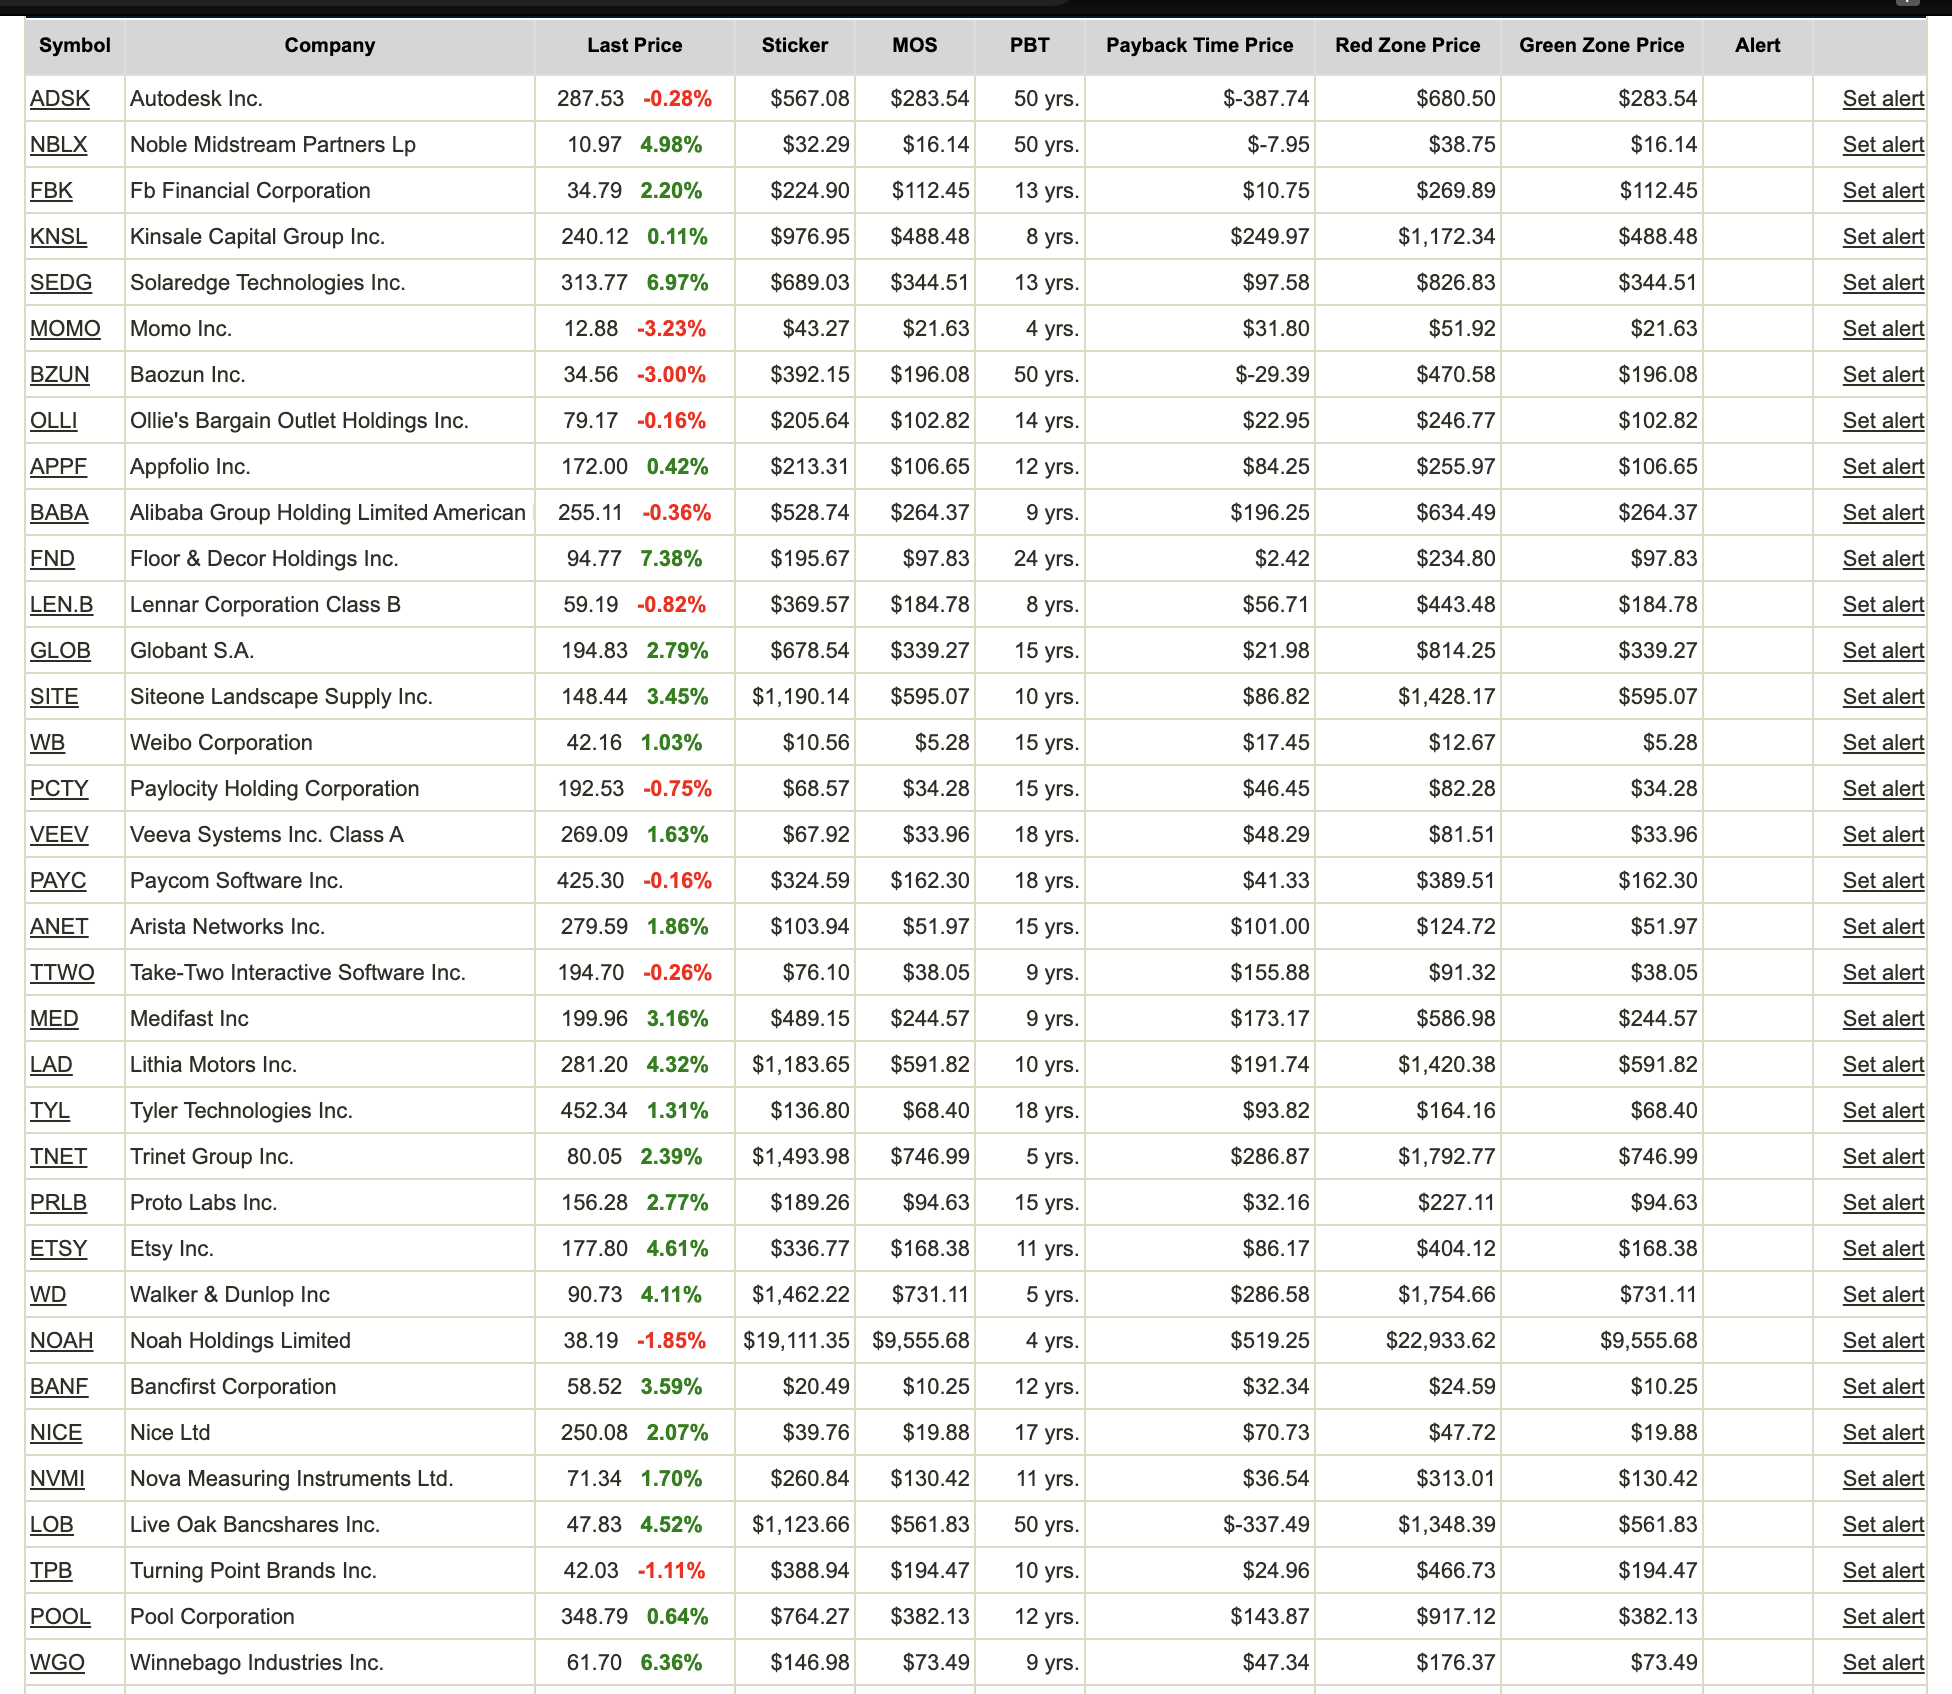 Symbol Company Last Price Sticker MOS PBT Payback Time Price Red Zone Price Green Zone Price Alert
ADSK Autodesk Inc. 287.53 -0.28% $567.08 $283.54 50 yrs. $-387.74 $680.50 $283.54 Set alert
NBLX Noble Midstream Partners Lp 10.97 4.98% $32.29 $16.14 50 yrs. $-7.95 $38.75 $16.14 Set alert
FBK Fb Financial Corporation 34.79 2.20% $224.90 $112.45 13 yrs. $10.75 $269.89 $112.45 Set alert
KNSL Kinsale Capital Group Inc. 240.12 0.11% $976.95 $488.48 8 yrs. $249.97 $1,172.34 $488.48 Set alert
SEDG Solaredge Technologies Inc. 313.77 6.97% $689.03 $344.51 13 yrs. $97.58 $826.83 $344.51 Set alert
MOMO Momo Inc. 12.88 -3.23% $43.27 $21.63 4 yrs. $31.80 $51.92 $21.63 Set alert
BZUN Baozun Inc. 34.56 -3.00% $392.15 $196.08 50 yrs. $-29.39 $470.58 $196.08 Set alert
OLLI Ollie's Bargain Outlet Holdings Inc. 79.17 -0.16% $205.64 $102.82 14 yrs. $22.95 $246.77 $102.82 Set alert
APPF Appfolio Inc. 172.00 0.42% $213.31 $106.65 12 yrs. $84.25 $255.97 $106.65 Set alert
BABA Alibaba Group Holding Limited American 255.11 -0.36% $528.74 $264.37 9 yrs. $196.25 $634.49 $264.37 Set alert
FND Floor & Decor Holdings Inc. 94.77 7.38% $195.67 $97.83 24 yrs. $2.42 $234.80 $97.83 Set alert
LEN.B Lennar Corporation Class B 59.19 -0.82% $369.57 $184.78 8 yrs. $56.71 $443.48 $184.78 Set alert
GLOB Globant S.A. 194.83 2.79% $678.54 $339.27 15 yrs. $21.98 $814.25 $339.27 Set alert
SITE Siteone Landscape Supply Inc. 148.44 3.45% $1,190.14 $595.07 10 yrs. $86.82 $1,428.17 $595.07 Set alert
WB Weibo Corporation 42.16 1.03% $10.56 $5.28 15 yrs. $17.45 $12.67 $5.28 Set alert
PCTY Paylocity Holding Corporation 192.53 -0.75% $68.57 $34.28 15 yrs. $46.45 $82.28 $34.28 Set alert
VEEV Veeva Systems Inc. Class A 269.09 1.63% $67.92 $33.96 18 yrs. $48.29 $81.51 $33.96 Set alert
PAYC Paycom Software Inc. 425.30 -0.16% $324.59 $162.30 18 yrs. $41.33 $389.51 $162.30 Set alert
ANET Arista Networks Inc. 279.59 1.86% $103.94 $51.97 15 yrs. $101.00 $124.72 $51.97 Set alert
TTWO Take-Two Interactive Software Inc. 194.70 -0.26% $76.10 $38.05 9 yrs. $155.88 $91.32 $38.05 Set alert
MED Medifast Inc 199.96 3.16% $489.15 $244.57 9 yrs. $173.17 $586.98 $244.57 Set alert
LAD Lithia Motors Inc. 281.20 4.32% $1,183.65 $591.82 10 yrs. $191.74 $1,420.38 $591.82 Set alert
TYL Tyler Technologies Inc. 452.34 1.31% $136.80 $68.40 18 yrs. $93.82 $164.16 $68.40 Set alert
TNET Trinet Group Inc. 80.05 2.39% $1,493.98 $746.99 5 yrs. $286.87 $1,792.77 $746.99 Set alert
PRLB Proto Labs Inc. 156.28 2.77% $189.26 $94.63 15 yrs. $32.16 $227.11 $94.63 Set alert
ETSY Etsy Inc. 177.80 4.61% $336.77 $168.38 11 yrs. $86.17 $404.12 $168.38 Set alert
WD Walker & Dunlop Inc 90.73 4.11% $1,462.22 $731.11 5 yrs. $286.58 $1,754.66 $731.11 Set alert
NOAH Noah Holdings Limited 38.19 -1.85% $19,111.35 $9,555.68 4 yrs. $519.25 $22,933.62 $9,555.68 Set alert
BANF Bancfirst Corporation 58.52 3.59% $20.49 $10.25 12 yrs. $32.34 $24.59 $10.25 Set alert
NICE Nice Ltd 250.08 2.07% $39.76 $19.88 17 yrs. $70.73 $47.72 $19.88 Set alert
NVMI Nova Measuring Instruments Ltd. 71.34 1.70% $260.84 $130.42 11 yrs. $36.54 $313.01 $130.42 Set alert
LOB Live Oak Bancshares Inc. 47.83 4.52% $1,123.66 $561.83 50 yrs. $-337.49 $1,348.39 $561.83 Set alert
TPB Turning Point Brands Inc. 42.03 -1.11% $388.94 $194.47 10 yrs. $24.96 $466.73 $194.47 Set alert
POOL Pool Corporation 348.79 0.64% $764.27 $382.13 12 yrs. $143.87 $917.12 $382.13 Set alert
WGO Winnebago Industries Inc. 61.70 6.36% $146.98 $73.49 9 yrs. $47.34 $176.37 $73.49 Set alert